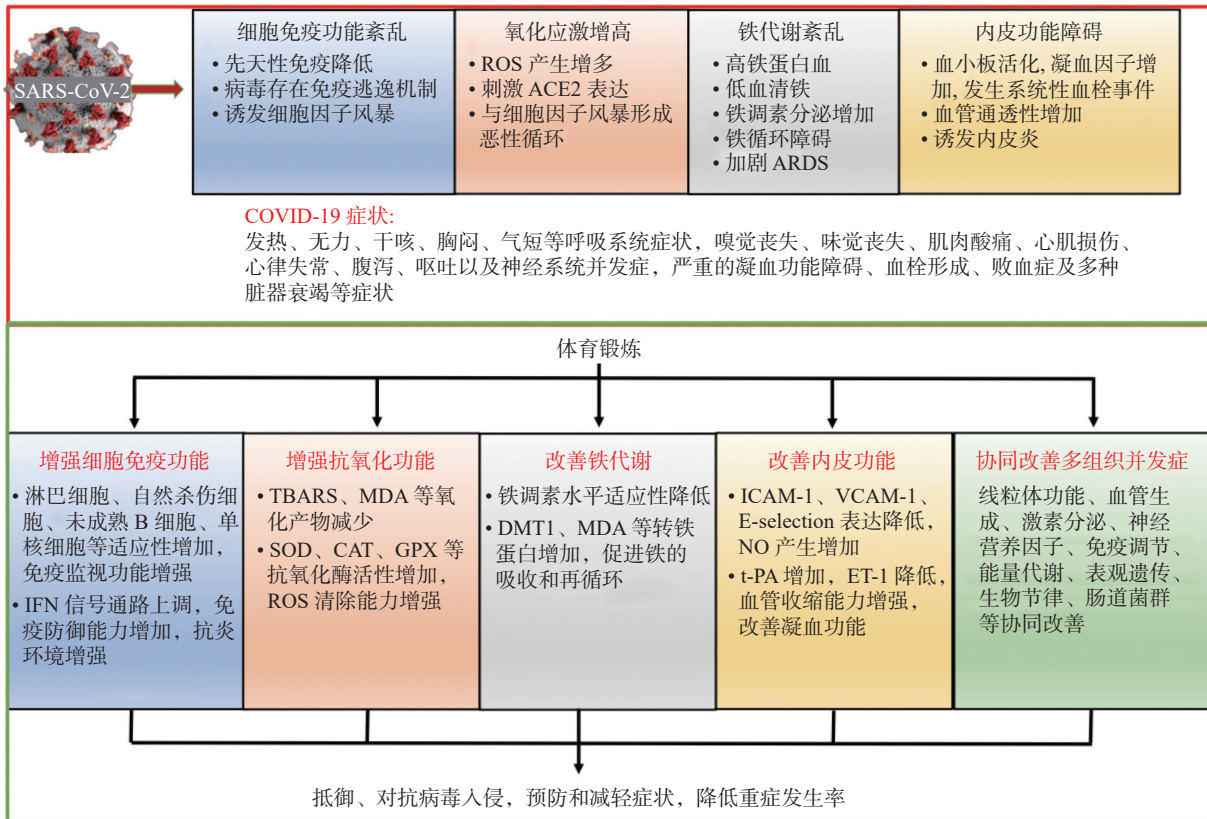 SARS-CoV-2
细胞免疫功能紊乱
• 先天性免疫降低
• 病毒存在免疫逃逸机制
• 诱发细胞因子风暴
氧化应激增高
• ROS 产生增多
• 刺激 ACE2 表达
• 与细胞因子风暴形成
恶性循环
铁代谢紊乱
• 高铁蛋白血
• 低血清铁
• 铁调素分泌增加
• 铁循环障碍
• 加剧 ARDS
内皮功能障碍
• 血小板活化, 凝血因子增
加, 发生系统性血栓事件
• 血管通透性增加
• 诱发内皮炎
COVID-19 症状:
发热、无力、干咳、胸闷、气短等呼吸系统症状，嗅觉丧失、味觉丧失、肌肉酸痛、心肌损伤、
心律失常、腹泻、呕吐以及神经系统并发症，严重的凝血功能障碍、血栓形成、败血症及多种
脏器衰竭等症状
体育锻炼
增强细胞免疫功能
• 淋巴细胞、自然杀伤细
胞、未成熟 B 细胞、单
核细胞等适应性增加，
免疫监视功能增强
• IFN 信号通路上调，免
疫防御能力增加，抗炎
环境增强
增强抗氧化功能
• TBARS、MDA 等氧
化产物减少
• SOD、CAT、GPX 等
抗氧化酶活性增加，
ROS 清除能力增强
改善铁代谢
• 铁调素水平适应性降低
• DMT1、MDA 等转铁
蛋白增加，促进铁的
吸收和再循环
改善内皮功能
• ICAM-1、VCAM-1、
E-selection 表达降低，
NO 产生增加
• t-PA 增加，ET-1 降低，
血管收缩能力增强，
改善凝血功能
协同改善多组织并发症
线粒体功能、血管生
成、激素分泌、神经
营养因子、免疫调节、
能量代谢、表观遗传、
生物节律、肠道菌群
等协同改善
抵御、对抗病毒入侵，预防和减轻症状，降低重症发生率